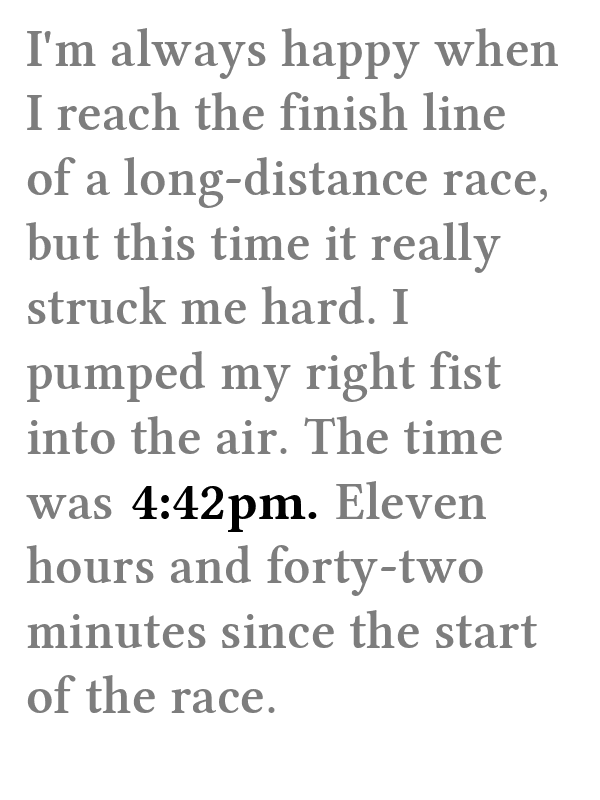 I'm always happy when
I reach the finish line
of a long-distance race,
but this time it really
struck me hard. I
pumped my right fist
into the air. The time
was 4:42pm. Eleven
hours and forty-two
minutes since the start
of the race.